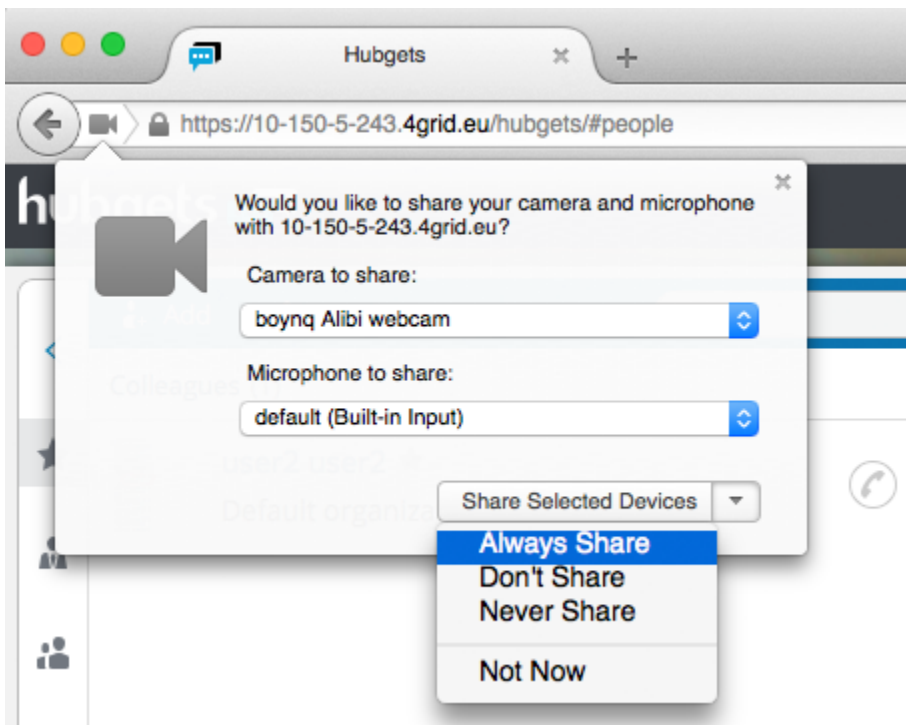 Hubgets
https://10-150-5-243.4grid.eu/hubgets/#people
hubgets
Would you like to share your camera and microphone
with 10-150-5-243.4grid.eu?
Camera to share:
Add
boynq Alibi webcam
Microphone to share:
Colleagues
default (Built-in Input)
user2 user2
Default organiza
Share Selected Devices
Always Share
Don't Share
Never Share
Not Now